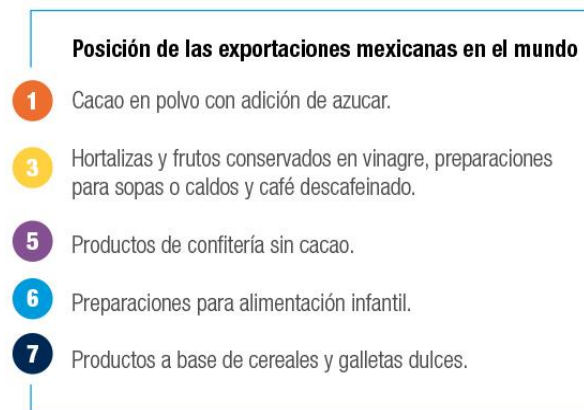 Posición de las exportaciones mexicanas en el mundo
1 Cacao en polvo con adición de azucar.
3 Hortalizas y frutos conservados en vinagre, preparaciones
para sopas o caldos y café descafeinado.
5 Productos de confitería sin cacao.
6 Preparaciones para alimentación infantil.
7 Productos a base de cereales y galletas dulces.